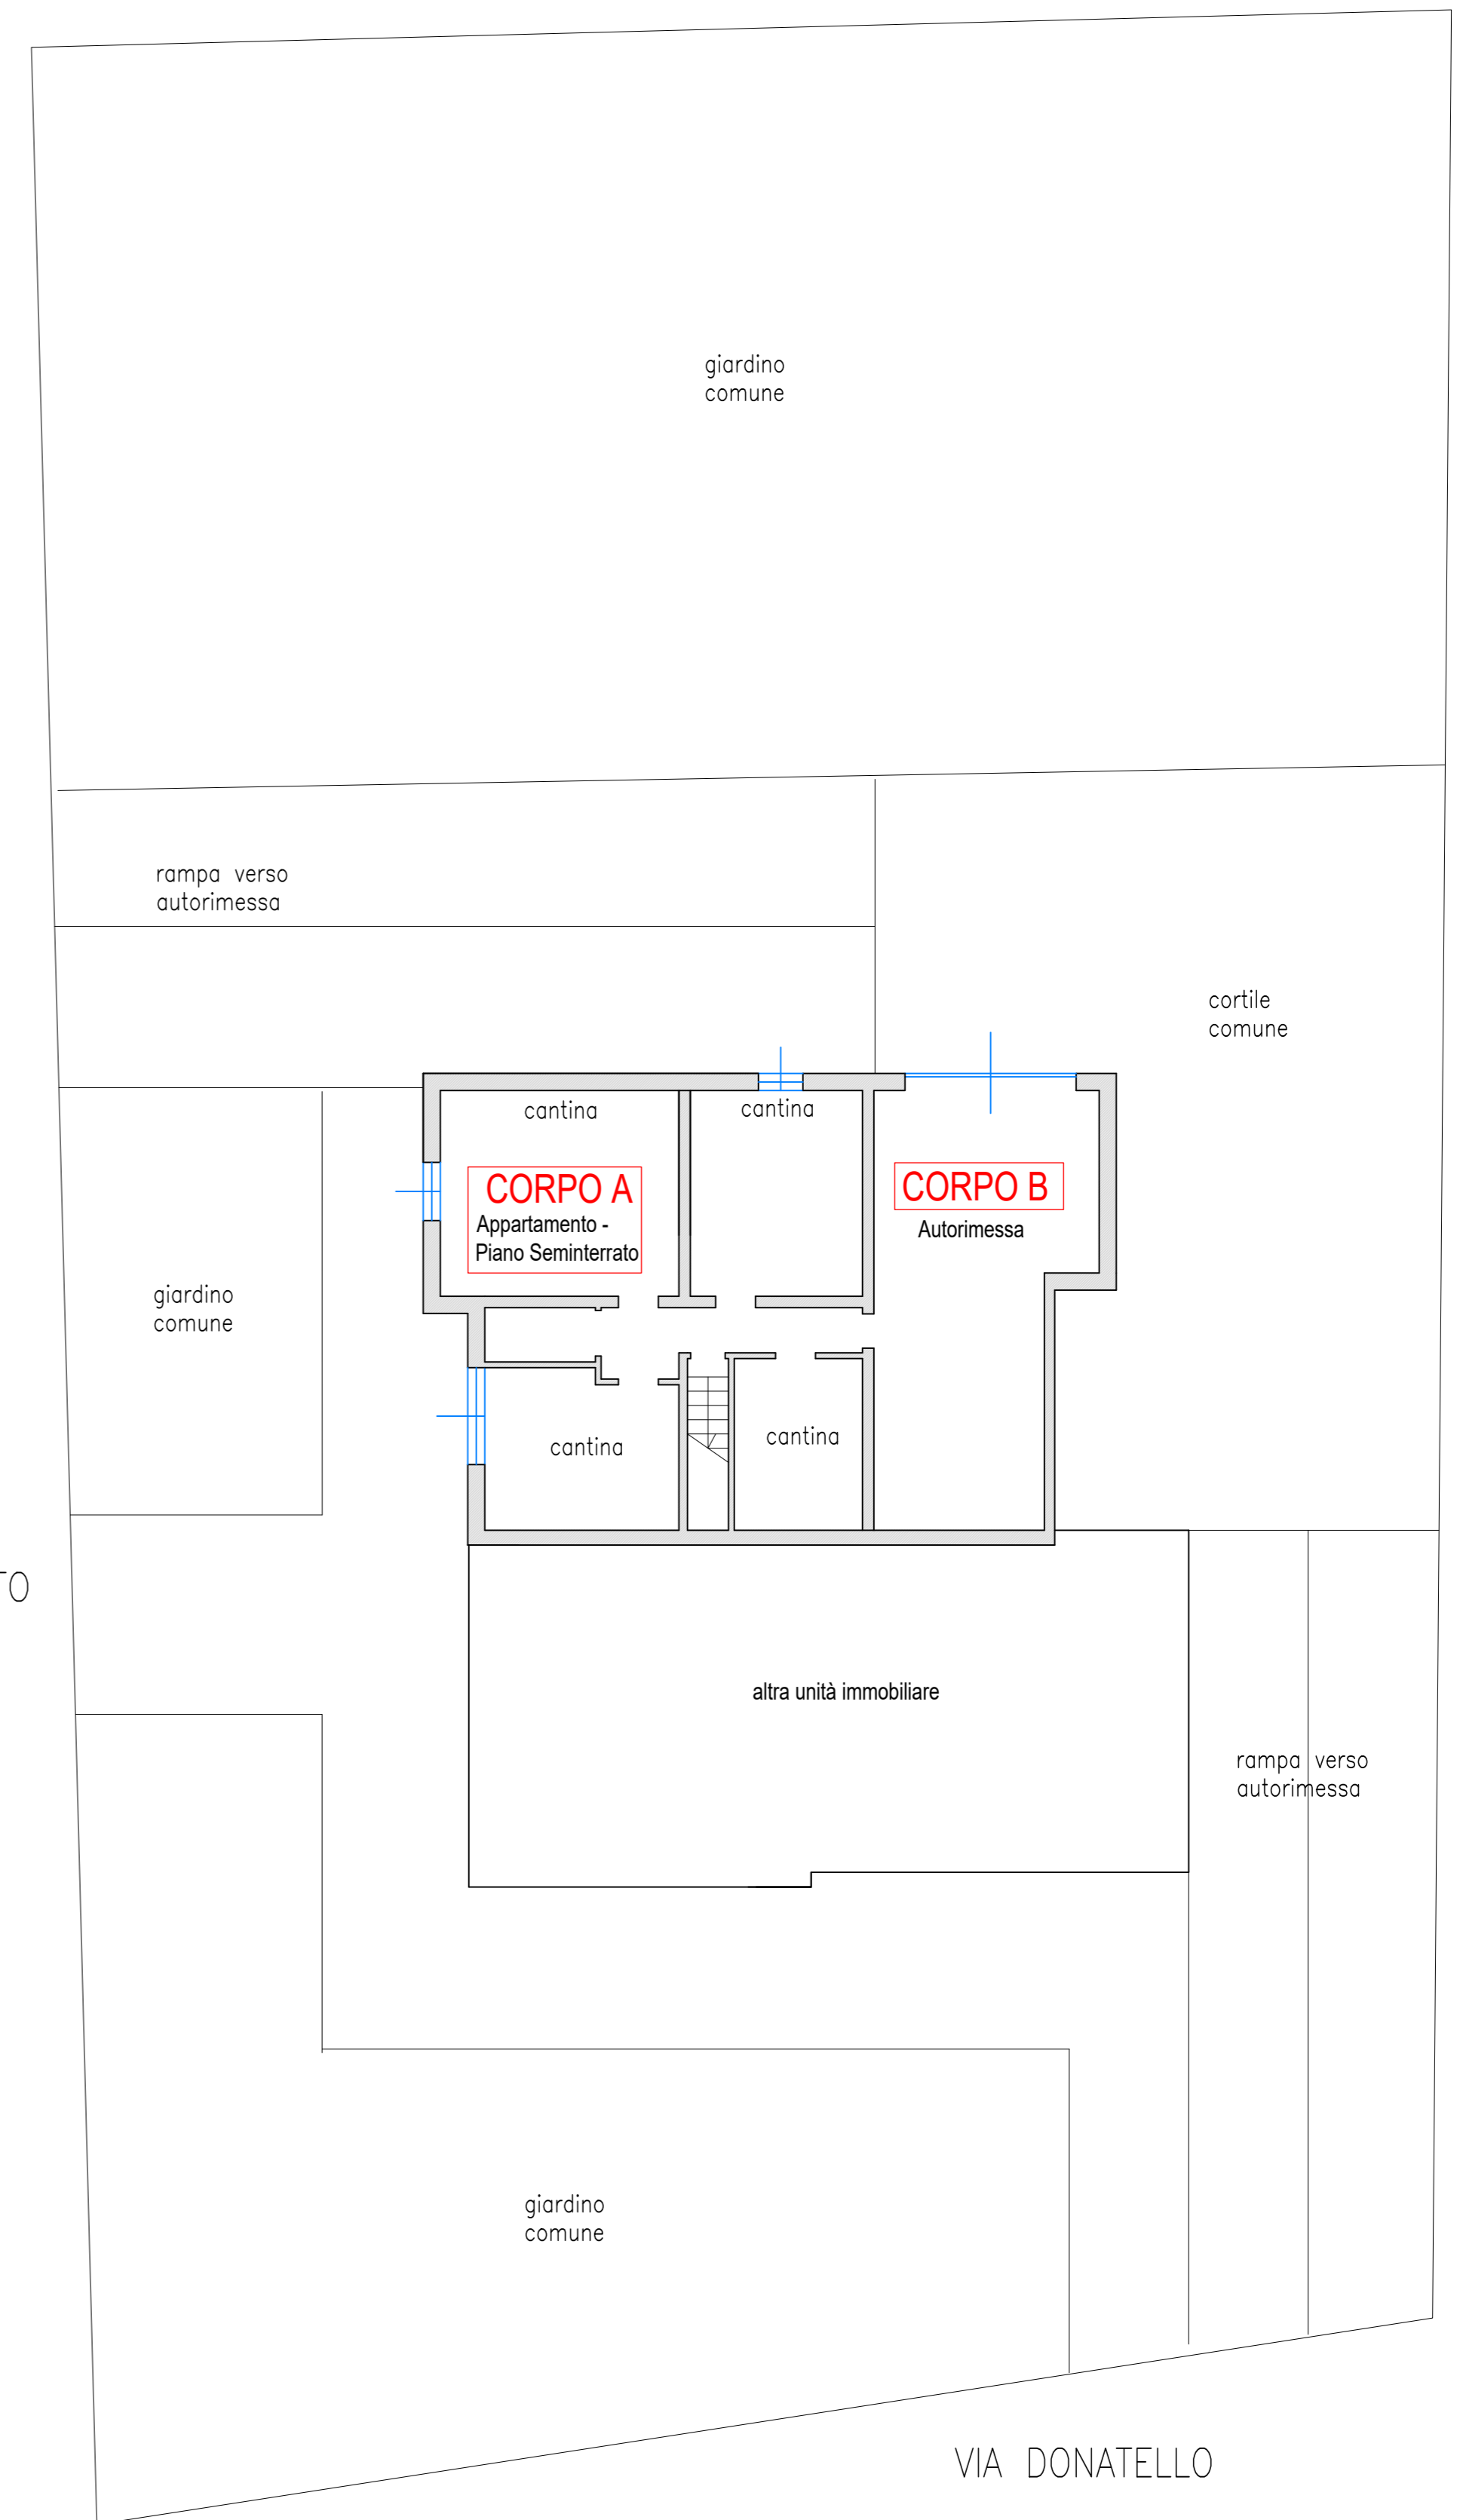 giardino
comune
rampa verso
autorimessa
cortile
comune
cantina
cantina
CORPO A
Appartamento -
Piano Seminterrato
CORPO B
Autorimessa
giardino
comune
cantina
cantina
TO
altra unità immobiliare
rampa verso
autorimessa
giardino
comune
VIA DONATELLO